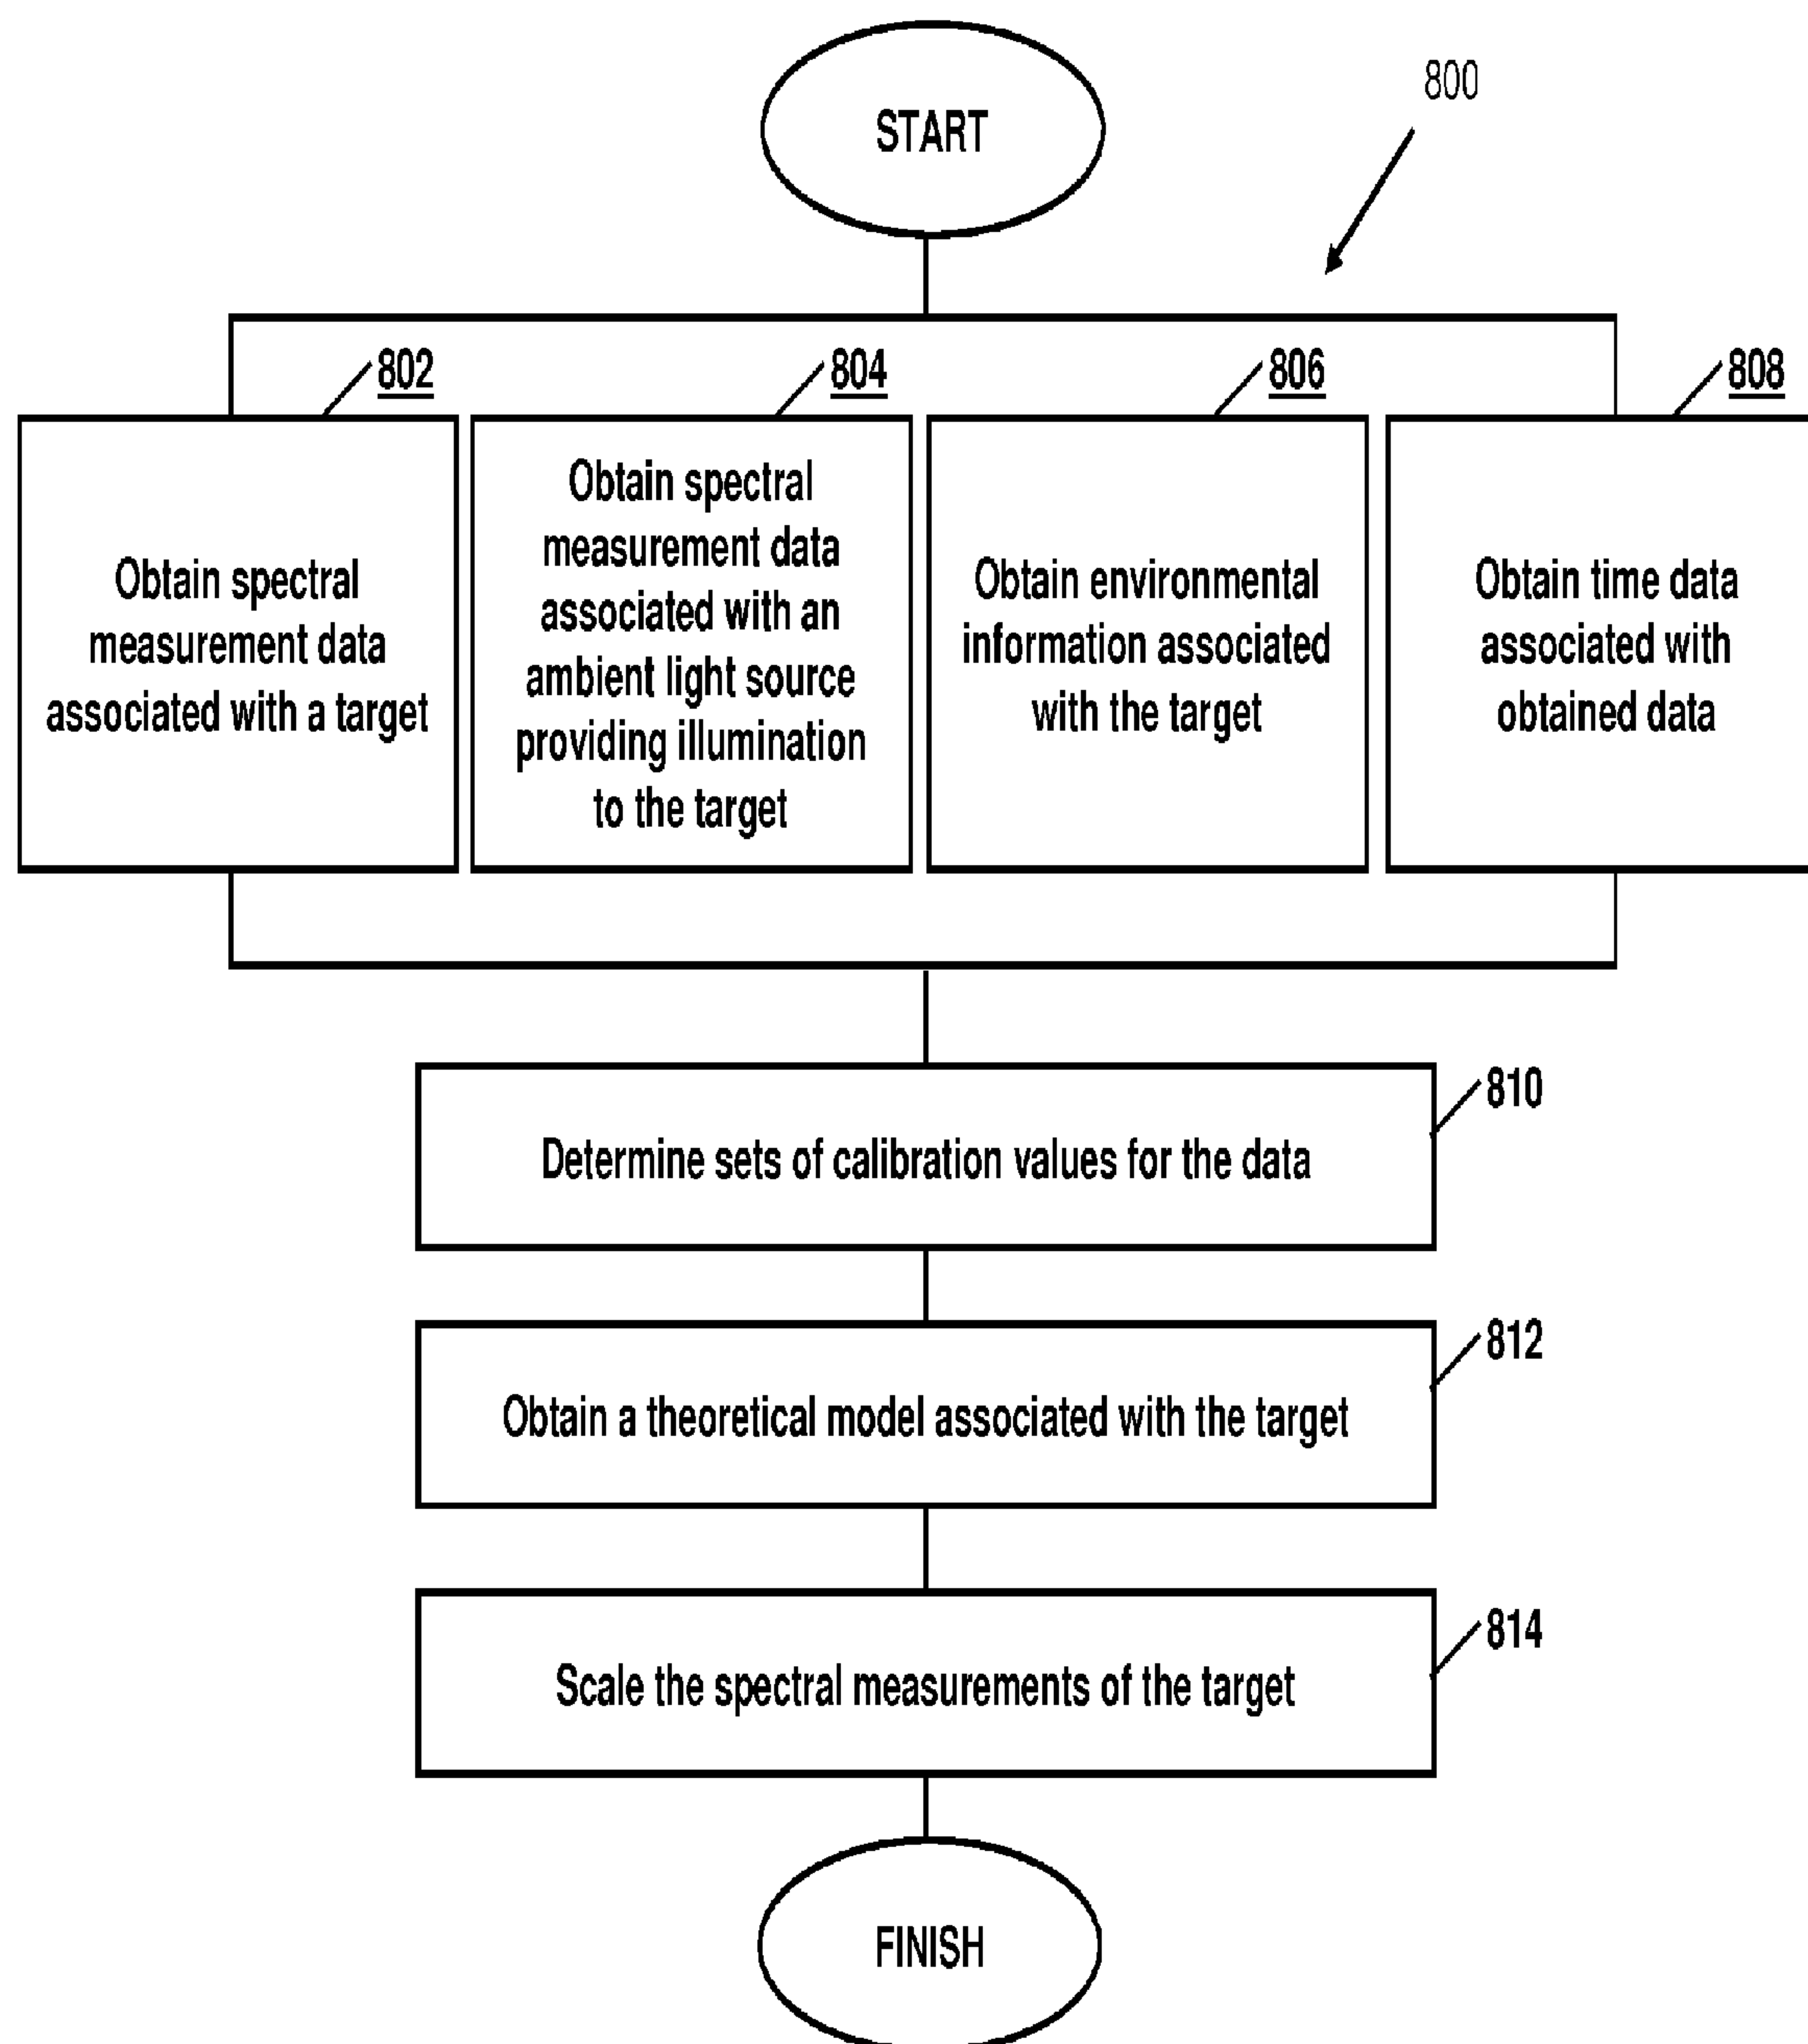 START
800
802
804
806
808
Obtain spectral
measurement data
associated with a target
Obtain spectral
measurement data
associated with an
ambient light source
providing illumination
to the target
Obtain environmental
information associated
with the target
Obtain time data
associated with
obtained data
810
Determine sets of calibration values for the data
812
Obtain a theoretical model associated with the target
814
Scale the spectral measurements of the target
FINISH